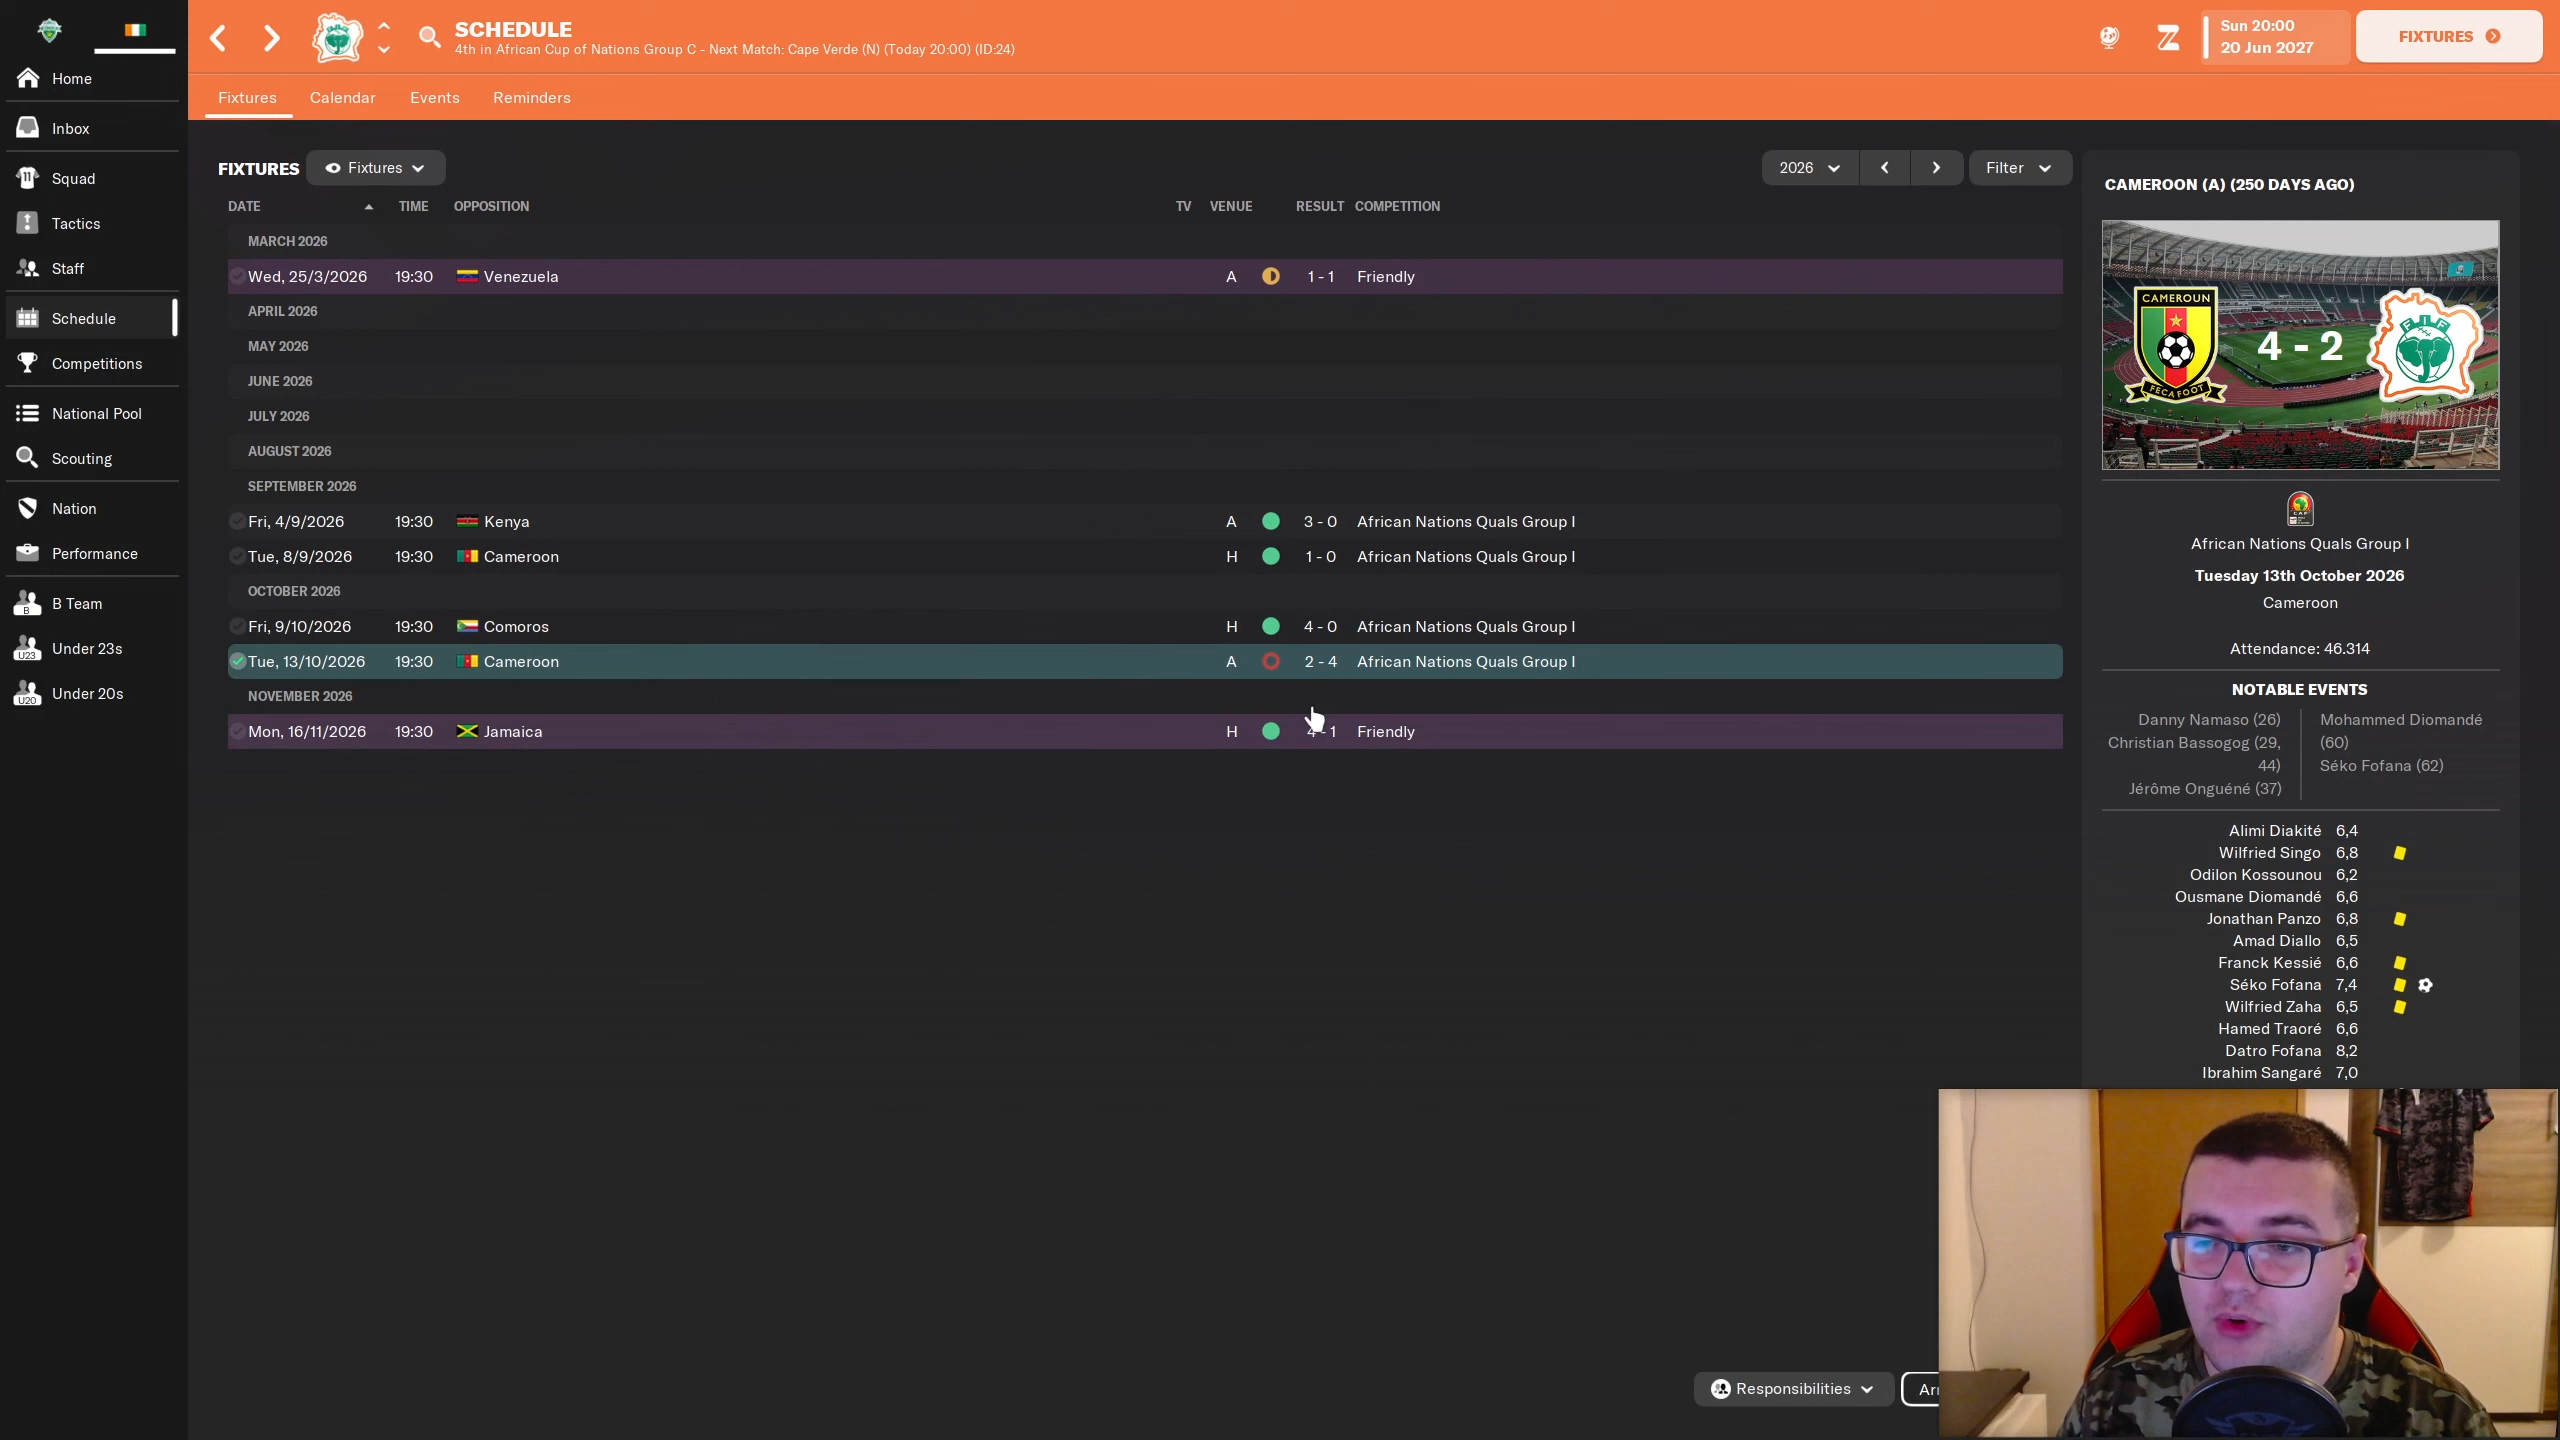 SCHEDULE
4th in African Cup of Nations Group C - Next Match: Cape Verde (N) (Today 20:00) (ID:24)
Sun 20:00
20 Jun 2027
FIXTURES
Home
Inbox
Squad
Tactics
Staff
Schedule
Competitions
National Pool
Scouting
Nation
Performance
B
B Team
U23
Under 23s
U20
Under 20s
Fixtures Calendar Events Reminders
FIXTURES Fixtures 2026 Filter
DATE TIME OPPOSITION TV VENUE RESULT COMPETITION
MARCH 2026
Wed, 25/3/2026 19:30 Venezuela A 1 - 1 Friendly
APRIL 2026
MAY 2026
JUNE 2026
JULY 2026
AUGUST 2026
SEPTEMBER 2026
Fri, 4/9/2026 19:30 Kenya A 3 - 0 African Nations Quals Group I
Tue, 8/9/2026 19:30 Cameroon H 1 - 0 African Nations Quals Group I
OCTOBER 2026
Fri, 9/10/2026 19:30 Comoros H 4 - 0 African Nations Quals Group I
Tue, 13/10/2026 19:30 Cameroon A 2 - 4 African Nations Quals Group I
NOVEMBER 2026
Mon, 16/11/2026 19:30 Jamaica H 4 - 1 Friendly
CAMEROON (A) (250 DAYS AGO)
CAMEROUN
FECAFOOT
4 - 2
FIF
African Nations Quals Group I
Tuesday 13th October 2026
Cameroon
Attendance: 46.314
NOTABLE EVENTS
Danny Namaso (26)
Christian Bassogog (29,
44)
Jérôme Onguéné (37)
Mohammed Diomandé
(60)
Séko Fofana (62)
Alimi Diakité 6,4
Wilfried Singo 6,8
Odilon Kossounou 6,2
Ousmane Diomandé 6,6
Jonathan Panzo 6,8
Amad Diallo 6,5
Franck Kessié 6,6
Séko Fofana 7,4
Wilfried Zaha 6,5
Hamed Traoré 6,6
Datro Fofana 8,2
Ibrahim Sangaré 7,0
Responsibilities